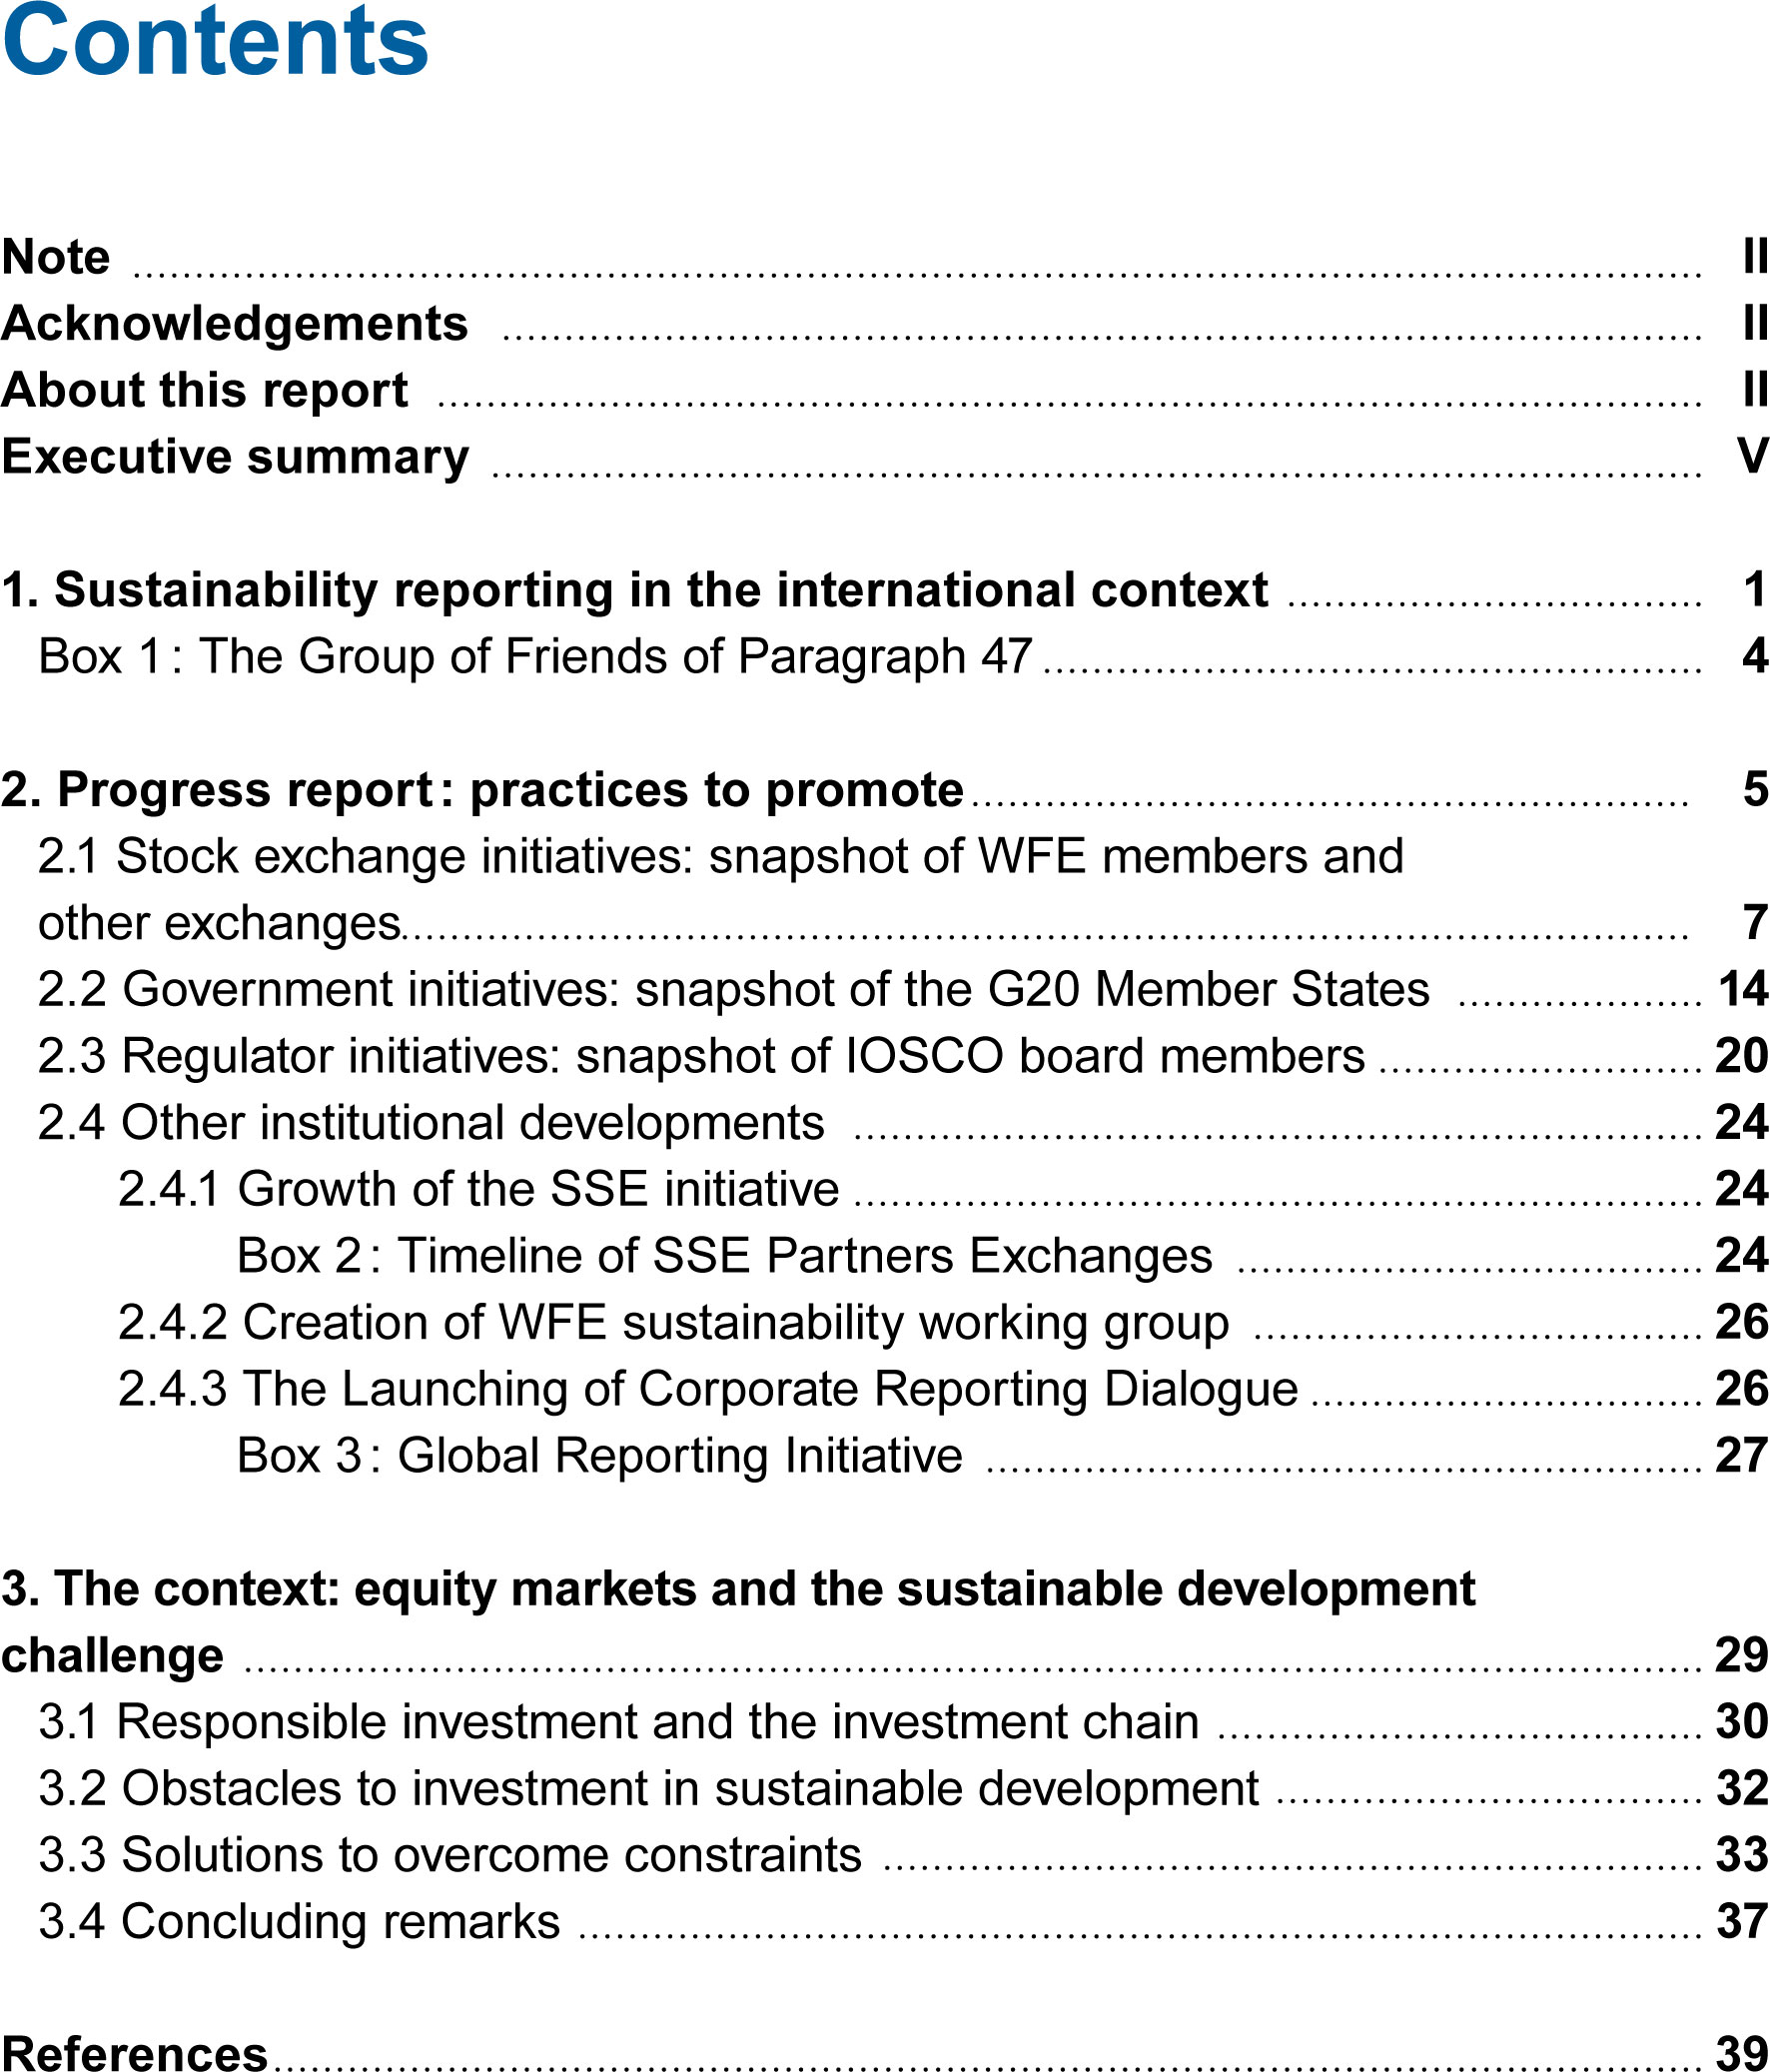 Contents
Note ........ II
Acknowledgements ........ II
About this report ........ II
Executive summary ........ V
1. Sustainability reporting in the international context ........ 1
Box 1: The Group of Friends of Paragraph 47 ........ 4
2. Progress report: practices to promote ........ 5
2.1 Stock exchange initiatives: snapshot of WFE members and
other exchanges ........ 7
2.2 Government initiatives: snapshot of the G20 Member States ........ 14
2.3 Regulator initiatives: snapshot of IOSCO board members ........ 20
2.4 Other institutional developments ........ 24
2.4.1 Growth of the SSE initiative ........ 24
Box 2: Timeline of SSE Partners Exchanges ........ 24
2.4.2 Creation of WFE sustainability working group ........ 26
2.4.3 The Launching of Corporate Reporting Dialogue ........ 26
Box 3: Global Reporting Initiative ........ 27
3. The context: equity markets and the sustainable development
challenge ........ 29
3.1 Responsible investment and the investment chain ........ 30
3.2 Obstacles to investment in sustainable development ........ 32
3.3 Solutions to overcome constraints ........ 33
3.4 Concluding remarks ........ 37
References ........ 39